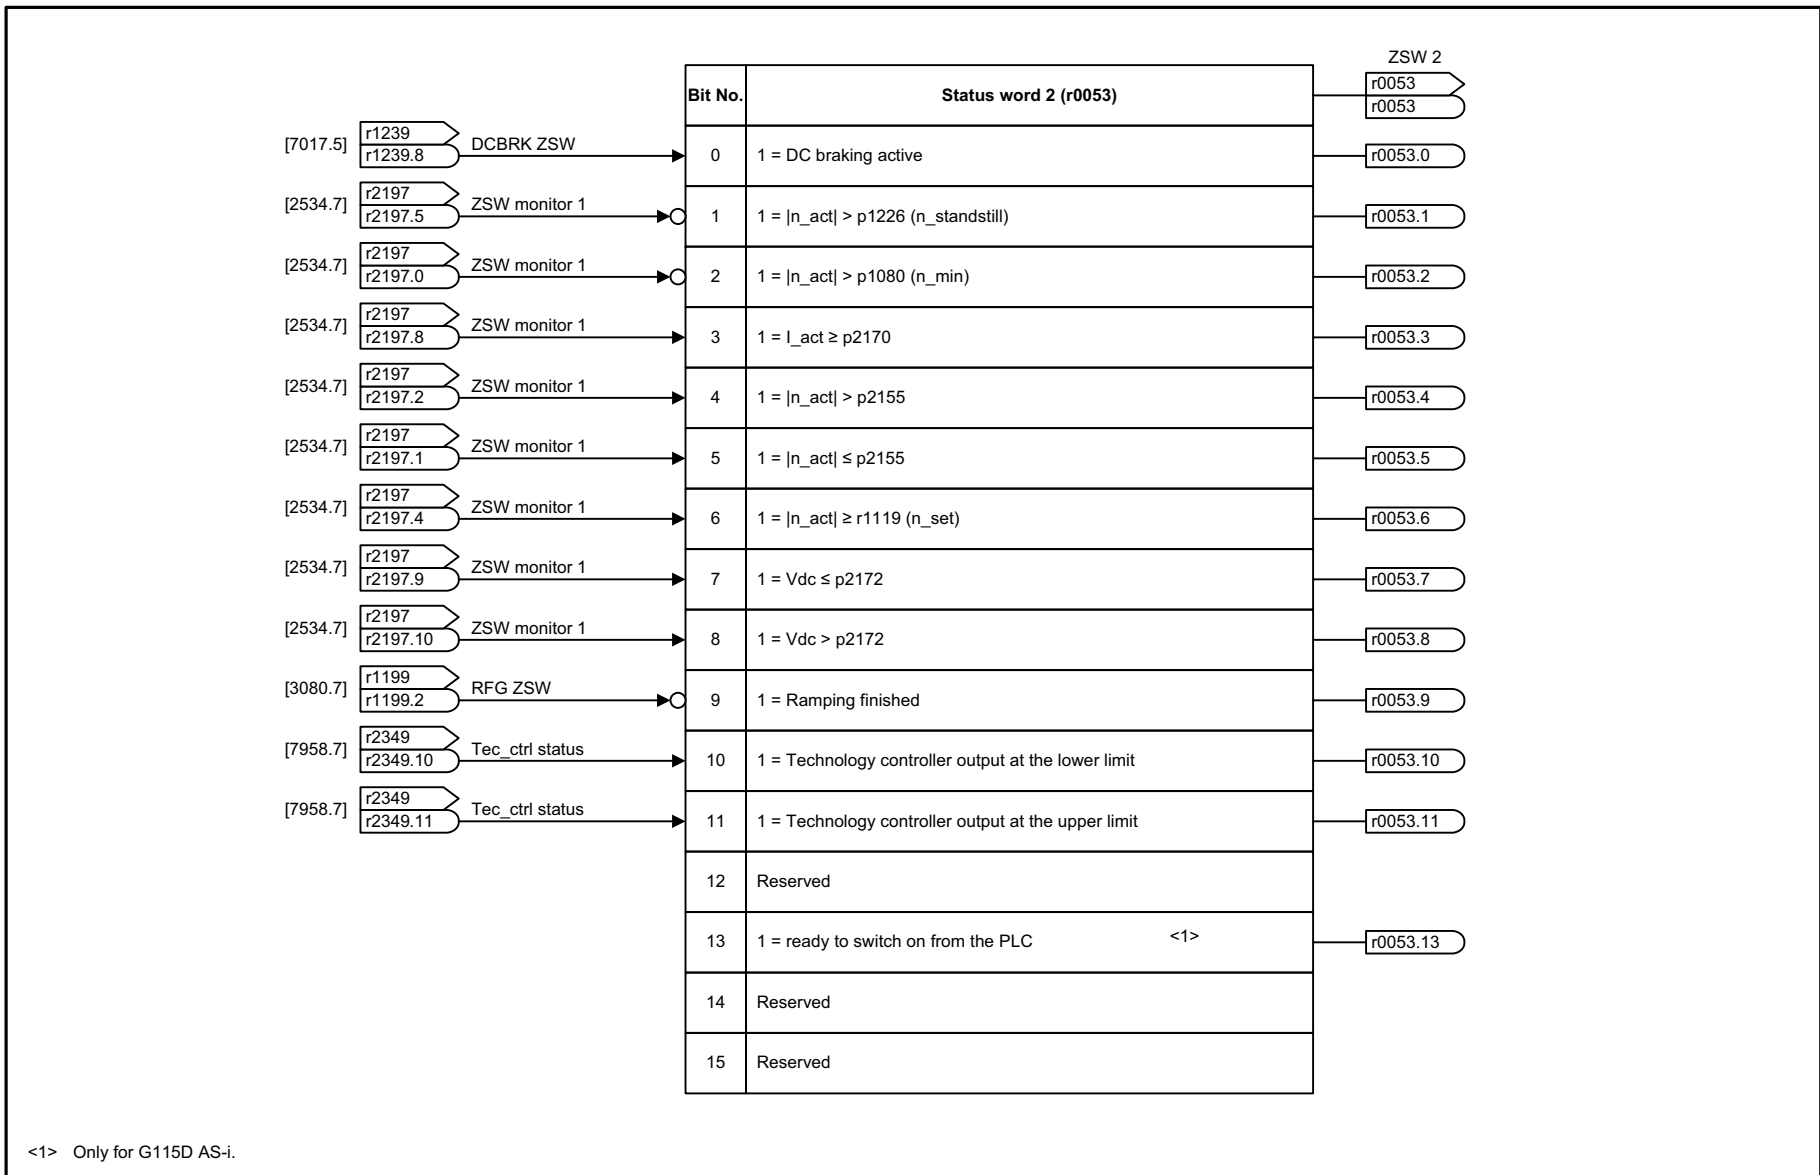 ZSW 2
Bit No. Status word 2 (r0053) r0053
r0053
[7017.5] r1239 DCBRK ZSW
r1239.8 0 1 = DC braking active r0053.0
[2534.7] r2197 ZSW monitor 1
r2197.5 1 1 = |n_act| > p1226 (n_standstill) r0053.1
[2534.7] r2197 ZSW monitor 1
r2197.0 2 1 = |n_act| > p1080 (n_min) r0053.2
[2534.7] r2197 ZSW monitor 1
r2197.8 3 1 = I_act ≥ p2170 r0053.3
[2534.7] r2197 ZSW monitor 1
r2197.2 4 1 = |n_act| > p2155 r0053.4
[2534.7] r2197 ZSW monitor 1
r2197.1 5 1 = |n_act| ≤ p2155 r0053.5
[2534.7] r2197 ZSW monitor 1
r2197.4 6 1 = |n_act| ≥ r1119 (n_set) r0053.6
[2534.7] r2197 ZSW monitor 1
r2197.9 7 1 = Vdc ≤ p2172 r0053.7
[2534.7] r2197 ZSW monitor 1
r2197.10 8 1 = Vdc > p2172 r0053.8
[3080.7] r1199 RFG ZSW
r1199.2 9 1 = Ramping finished r0053.9
[7958.7] r2349 Tec_ctrl status
r2349.10 10 1 = Technology controller output at the lower limit r0053.10
[7958.7] r2349 Tec_ctrl status
r2349.11 11 1 = Technology controller output at the upper limit r0053.11
12 Reserved
13 1 = ready to switch on from the PLC <1> r0053.13
14 Reserved
15 Reserved
<1> Only for G115D AS-i.